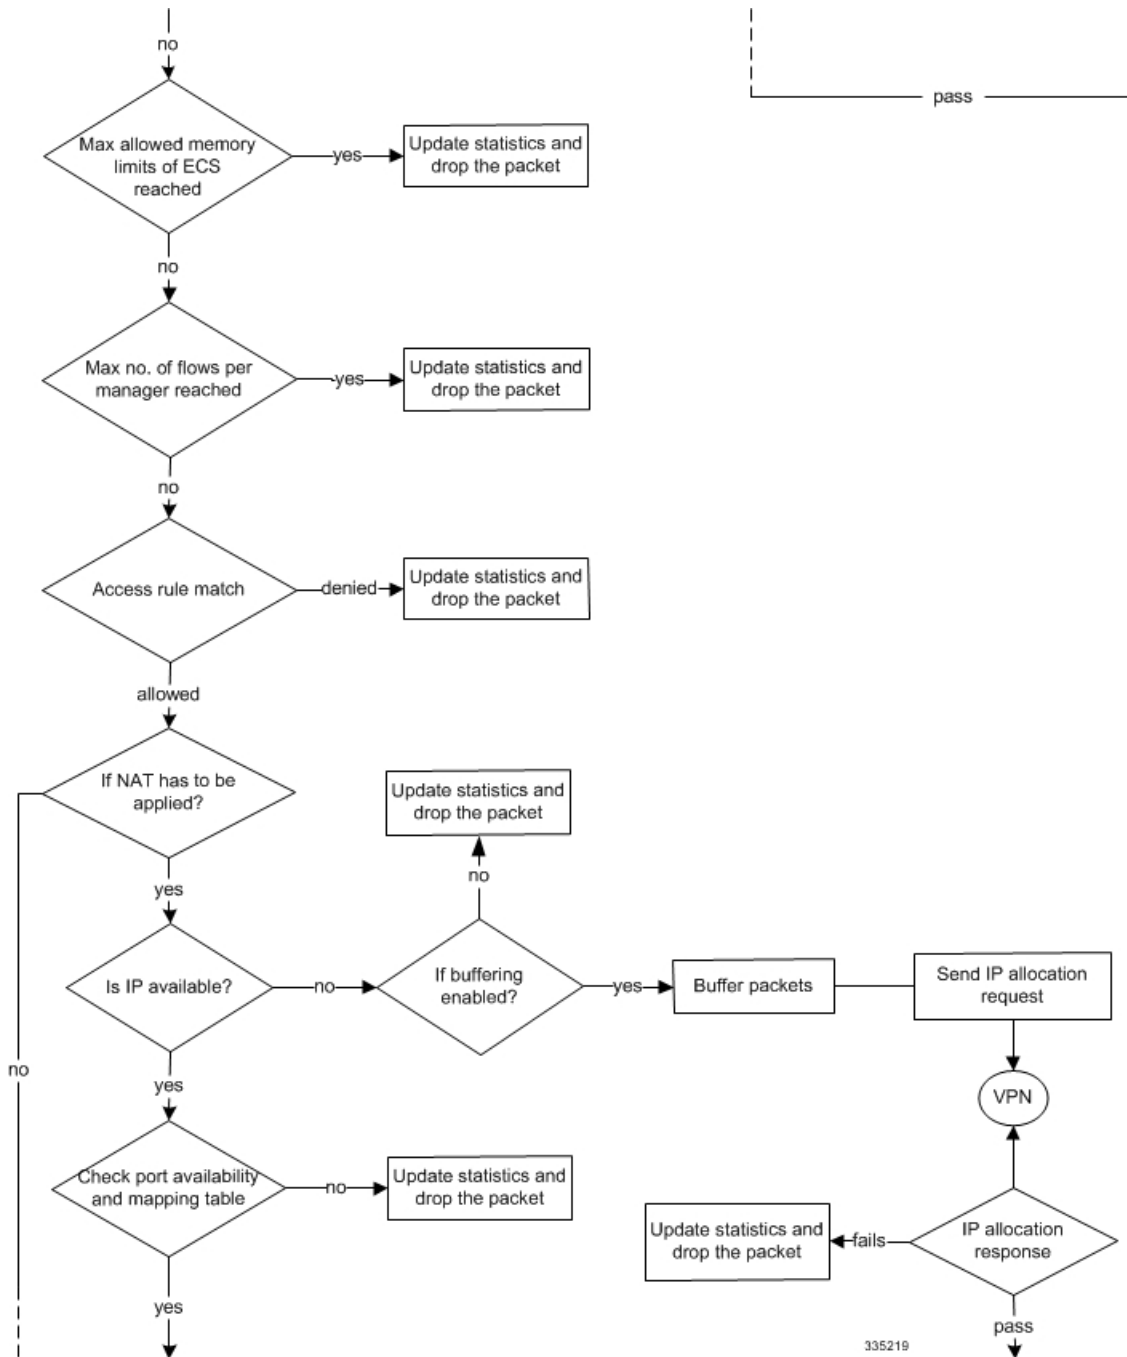 no
pass
Max allowed memory
limits of ECS
reached
yes
Update statistics and
drop the packet
no
Max no. of flows per
manager reached
yes
Update statistics and
drop the packet
no
Access rule match
denied
Update statistics and
drop the packet
allowed
If NAT has to be
applied?
Update statistics and
drop the packet
no
yes
Is IP available?
no
If buffering
enabled?
yes
Buffer packets
Send IP allocation
request
no
yes
VPN
Check port availability
and mapping table
no
Update statistics and
drop the packet
Update statistics and
drop the packet
fails
IP allocation
response
yes
pass
335219